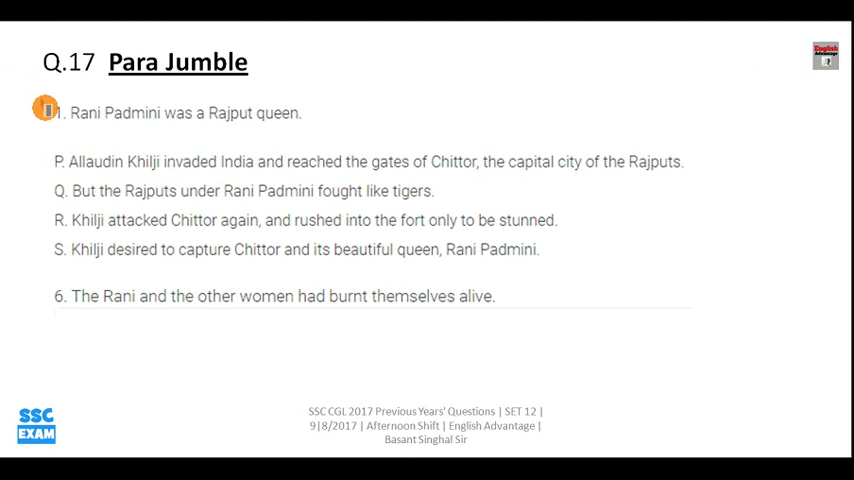 Q.17 Para Jumble
English
Advantage
1. Rani Padmini was a Rajput queen.
P. Allaudin Khilji invaded India and reached the gates of Chittor, the capital city of the Rajputs.
Q. But the Rajputs under Rani Padmini fought like tigers.
R. Khilji attacked Chittor again, and rushed into the fort only to be stunned.
S. Khilji desired to capture Chittor and its beautiful queen, Rani Padmini.
6. The Rani and the other women had burnt themselves alive.
SSC
EXAM
SSC CGL 2017 Previous Years' Questions | SET 12 |
9|8/2017 | Afternoon Shift | English Advantage |
Basant Singhal Sir